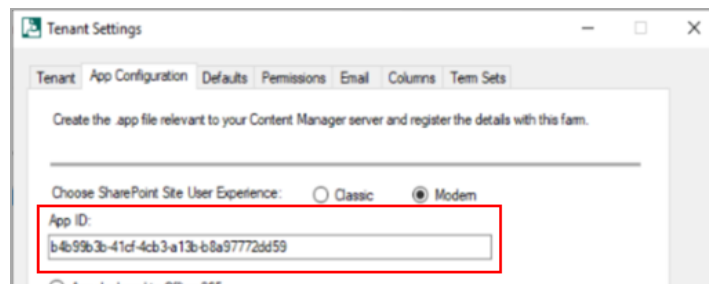 Tenant Settings
Tenant App Configuration Defaults Permissions Email Columns Term Sets
Create the .app file relevant to your Content Manager server and register the details with this farm.
Choose SharePoint Site User Experience: Classic Modern
App ID:
b4b99b3b-41cf-4cb3-a13b-b8a97772dd59